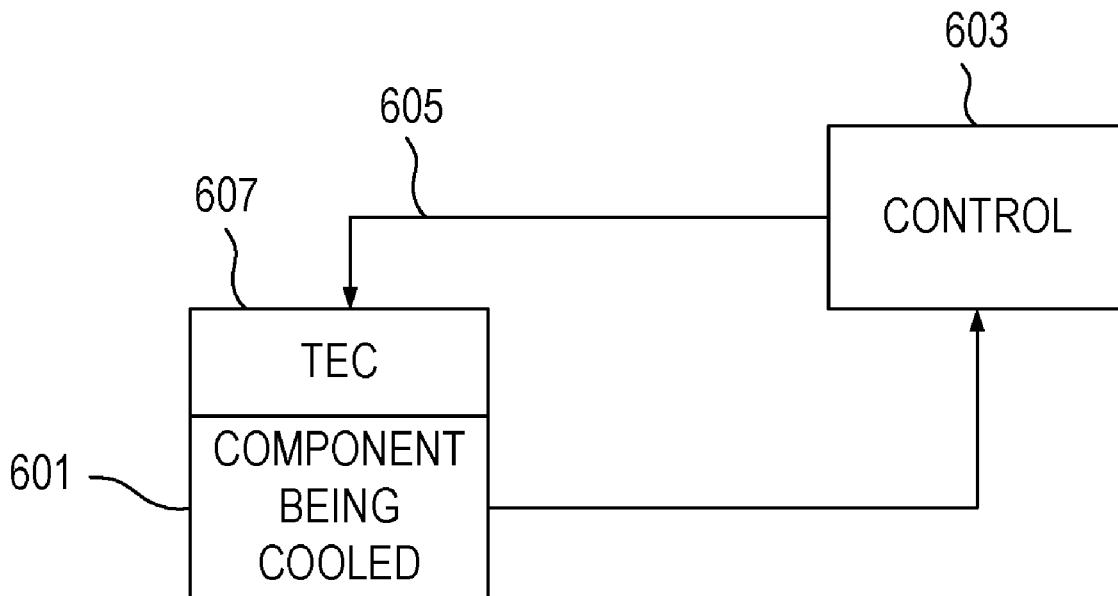 603
605
607
CONTROL
TEC
COMPONENT
BEING
COOLED
601